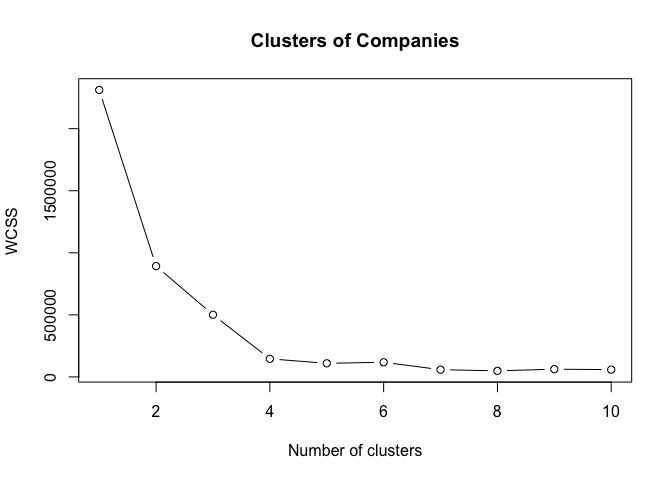 Clusters of Companies
WCSS
1500000
500000
0
2 4 6 8 10
Number of clusters